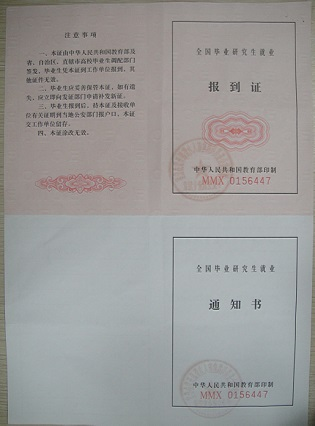 注意事项
一、本证由中华人民共和国教育部及
省、自治区、直辖市高校毕业生调配部门
签发，毕业生凭本证到工作单位报到，其
他证件无效。
二、毕业生应妥善保管本证，如有遗
失，应立即向发证部门申请补发新证。
三、毕业生报到后，持本证及接收单
位有关证明到当地公安部门报户口，本证
交工作单位留存。
四、本证涂改无效。
全国毕业研究生就业
报到证
中华人民共和国教育部印制
MMX 0156447
全国毕业研究生就业
通知书
中华人民共和国教育部印制
MMX 0156447